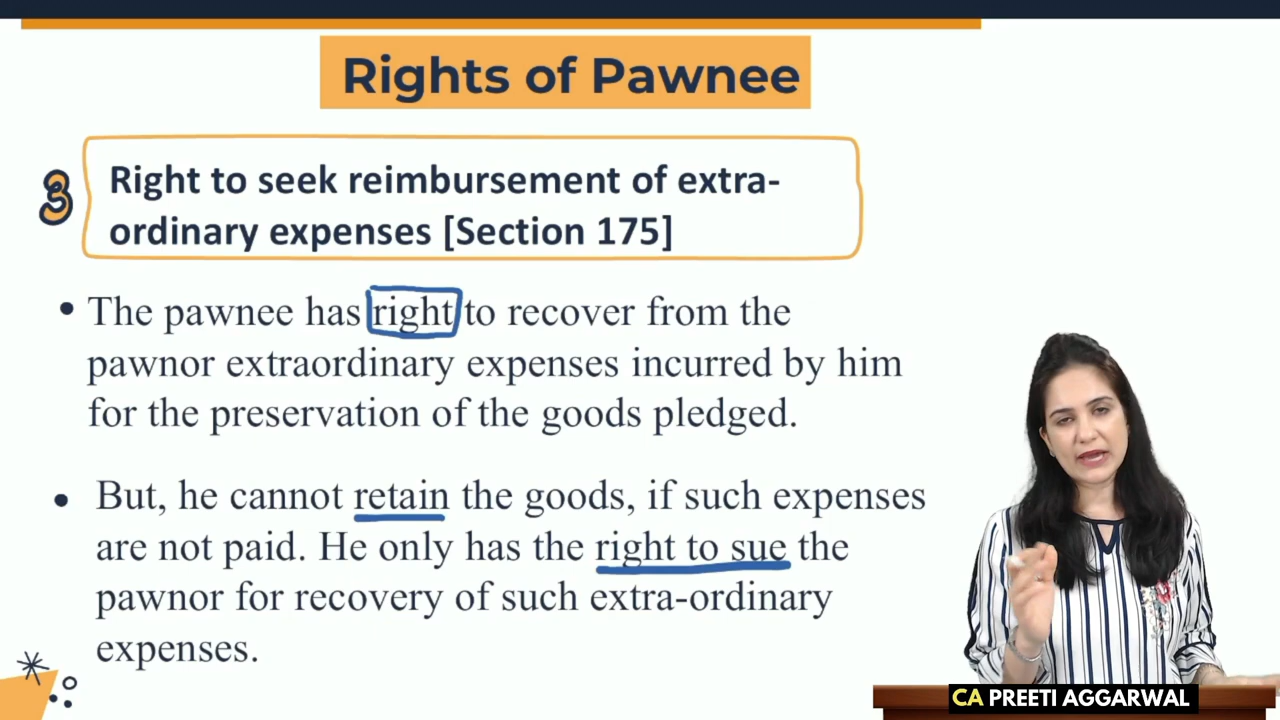 Rights of Pawnee
3
Right to seek reimbursement of extra-
ordinary expenses [Section 175]
• The pawnee has right to recover from the
pawnor extraordinary expenses incurred by him
for the preservation of the goods pledged.
• But, he cannot retain the goods, if such expenses
are not paid. He only has the right to sue the
pawnor for recovery of such extra-ordinary
expenses.
CA PREETI AGGARWAL